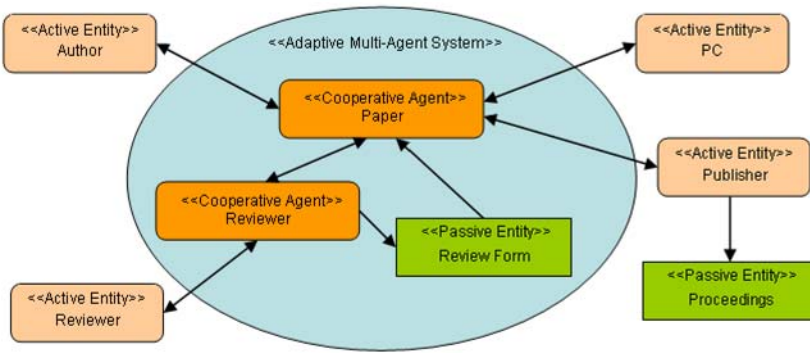 <<Active Entity>>
Author
<<Adaptive Multi-Agent System>>
<<Active Entity>>
PC
<<Cooperative Agent>>
Paper
<<Active Entity>>
Publisher
<<Cooperative Agent>>
Reviewer
<<Passive Entity>>
Review Form
<<Passive Entity>>
Proceedings
<<Active Entity>>
Reviewer